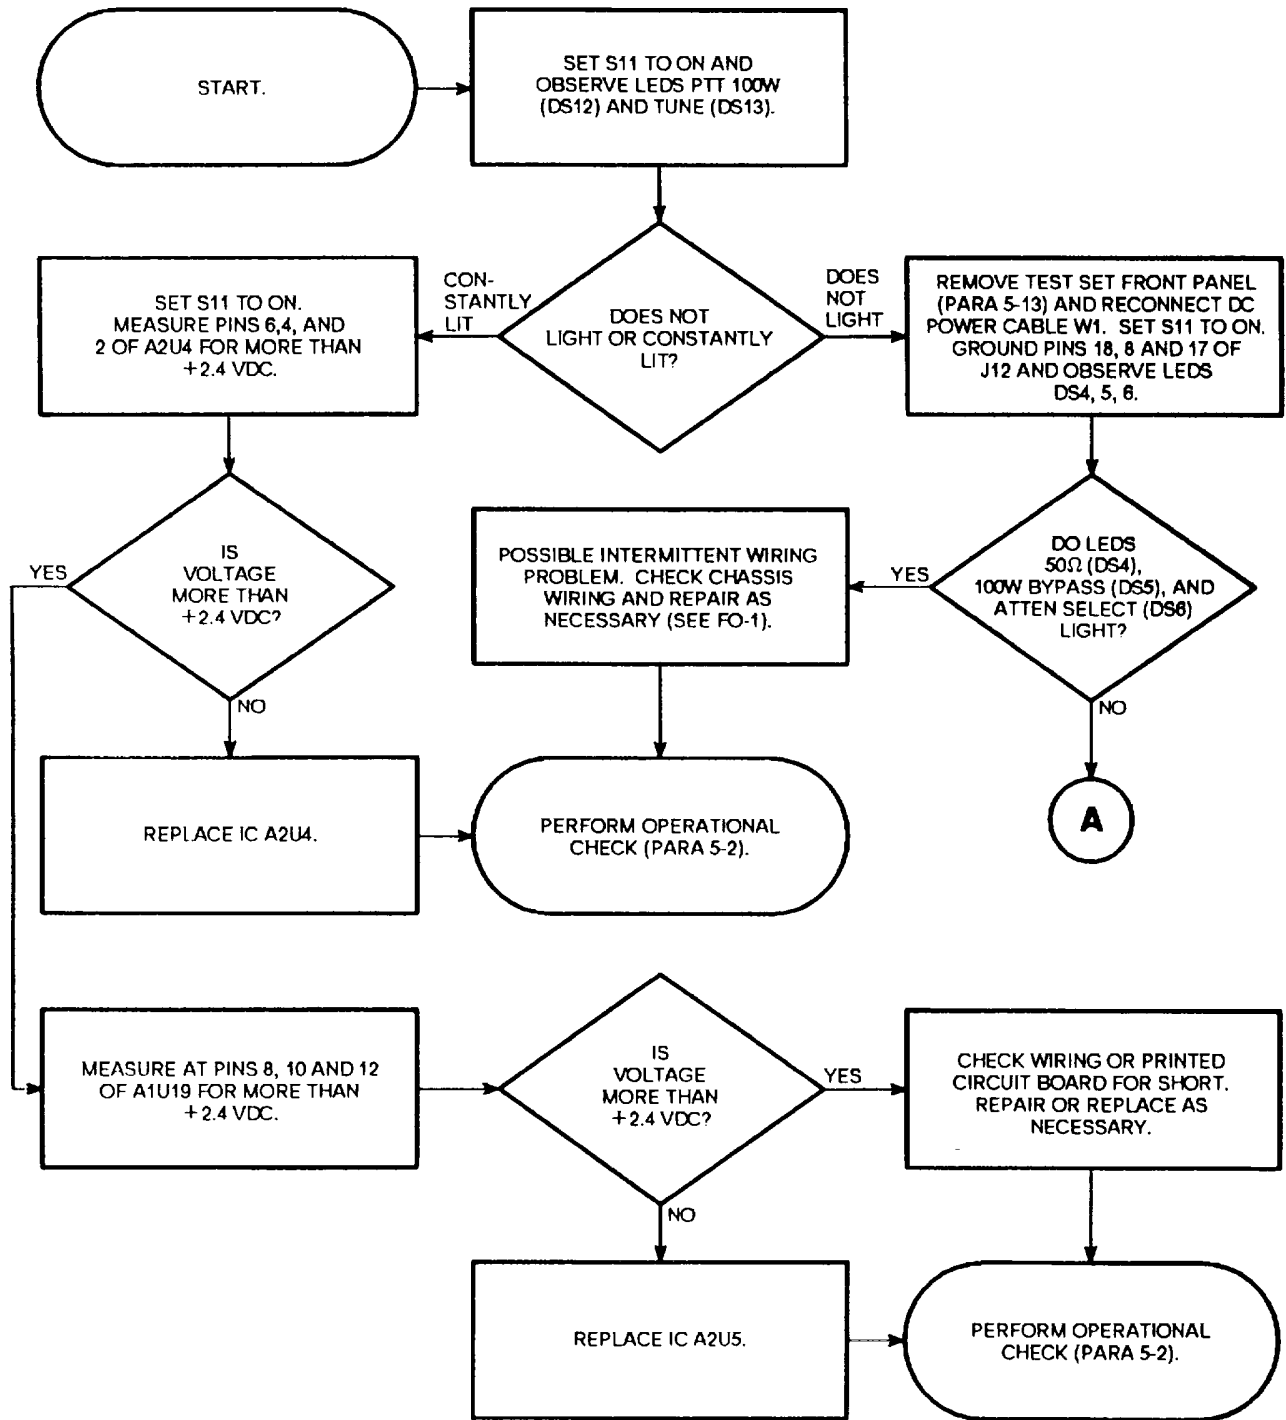 START.
SET S11 TO ON AND
OBSERVE LEDS PTT 100W
(DS12) AND TUNE (DS13).
CON-
STANTLY
LIT
DOES NOT
LIGHT OR CONSTANTLY
LIT?
DOES
NOT
LIGHT
SET S11 TO ON.
MEASURE PINS 6,4, AND
2 OF A2U4 FOR MORE THAN
+2.4 VDC.
REMOVE TEST SET FRONT PANEL
(PARA 5-13) AND RECONNECT DC
POWER CABLE W1. SET S11 TO ON.
GROUND PINS 18, 8 AND 17 OF
J12 AND OBSERVE LEDS
DS4, 5, 6.
YES
IS
VOLTAGE
MORE THAN
+2.4 VDC?
NO
POSSIBLE INTERMITTENT WIRING
PROBLEM. CHECK CHASSIS
WIRING AND REPAIR AS
NECESSARY (SEE FO-1).
YES
DO LEDS
50Ω (DS4),
100W BYPASS (DS5), AND
ATTEN SELECT (DS6)
LIGHT?
NO
REPLACE IC A2U4.
PERFORM OPERATIONAL
CHECK (PARA 5-2).
A
MEASURE AT PINS 8, 10 AND 12
OF A1U19 FOR MORE THAN
+2.4 VDC.
IS
VOLTAGE
MORE THAN
+2.4 VDC?
YES
NO
CHECK WIRING OR PRINTED
CIRCUIT BOARD FOR SHORT.
REPAIR OR REPLACE AS
NECESSARY.
REPLACE IC A2U5.
PERFORM OPERATIONAL
CHECK (PARA 5-2).